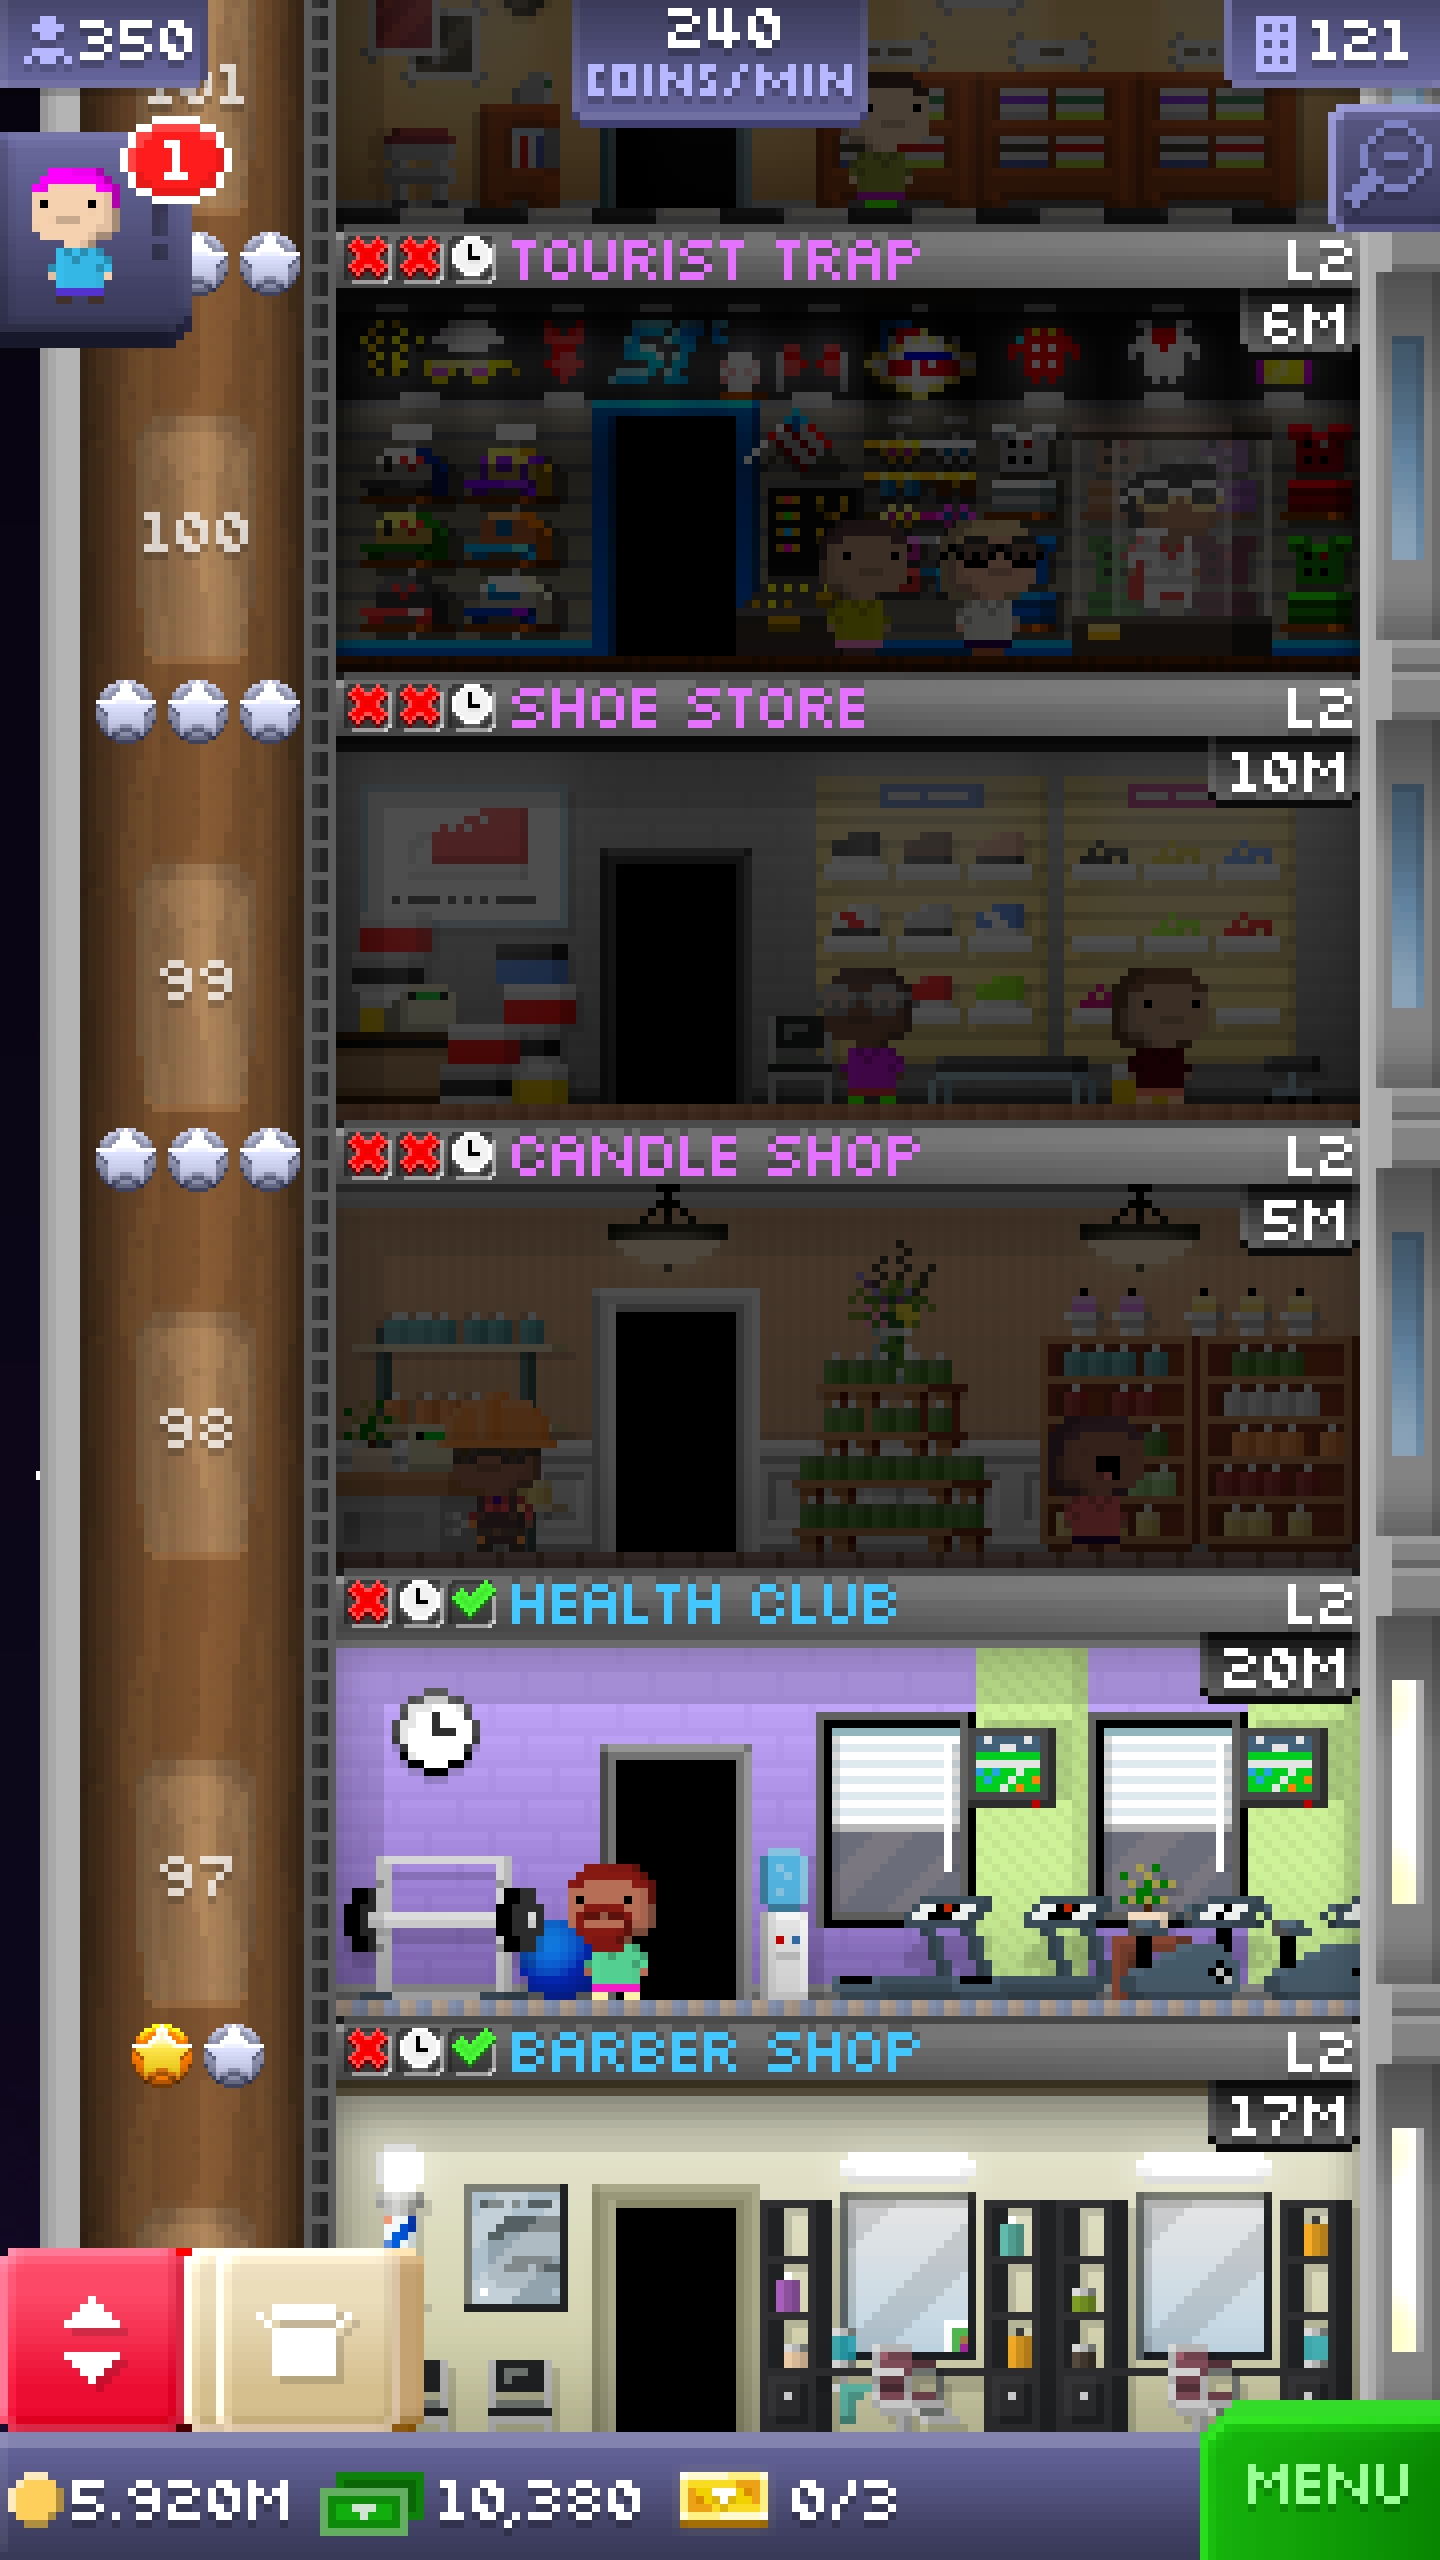 350
240
COINS/MIN
121
101
1
TOURIST TRAP
L2
6M
100
SHOE STORE
L2
10M
99
CANDLE SHOP
L2
5M
98
HEALTH CLUB
L2
20M
97
BARBER SHOP
L2
17M
5.920M
10,380
0/3
MENU